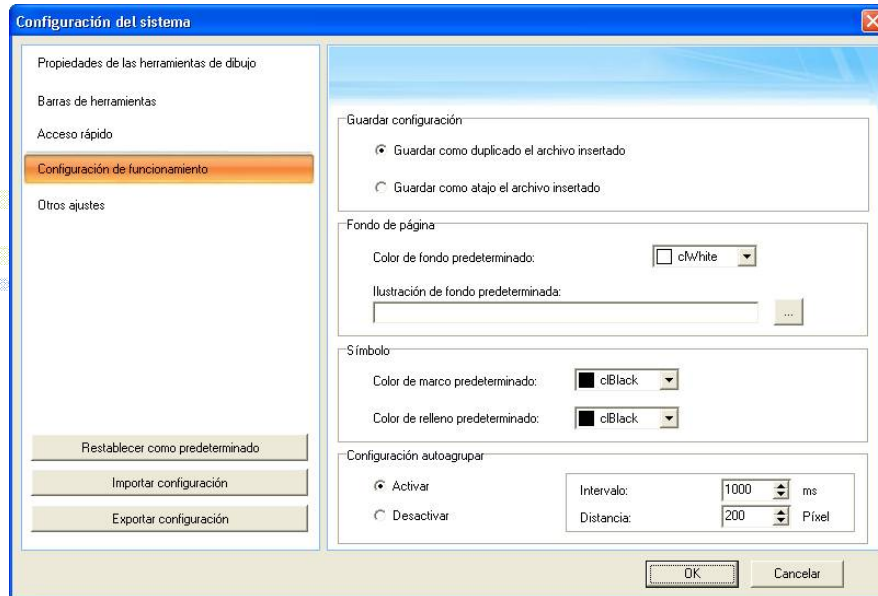 Configuración del sistema
Propiedades de las herramientas de dibujo
Barras de herramientas
Acceso rápido
Configuración de funcionamiento
Otros ajustes
Restablecer como predeterminado
Importar configuración
Exportar configuración
Guardar configuración
Guardar como duplicado el archivo insertado
Guardar como atajo el archivo insertado
Fondo de página
Color de fondo predeterminado: clWhite
Ilustración de fondo predeterminada:
...
Símbolo
Color de marco predeterminado: clBlack
Color de relleno predeterminado: clBlack
Configuración autoagrupar
Activar
Desactivar
Intervalo: 1000 ms
Distancia: 200 Píxel
OK Cancelar